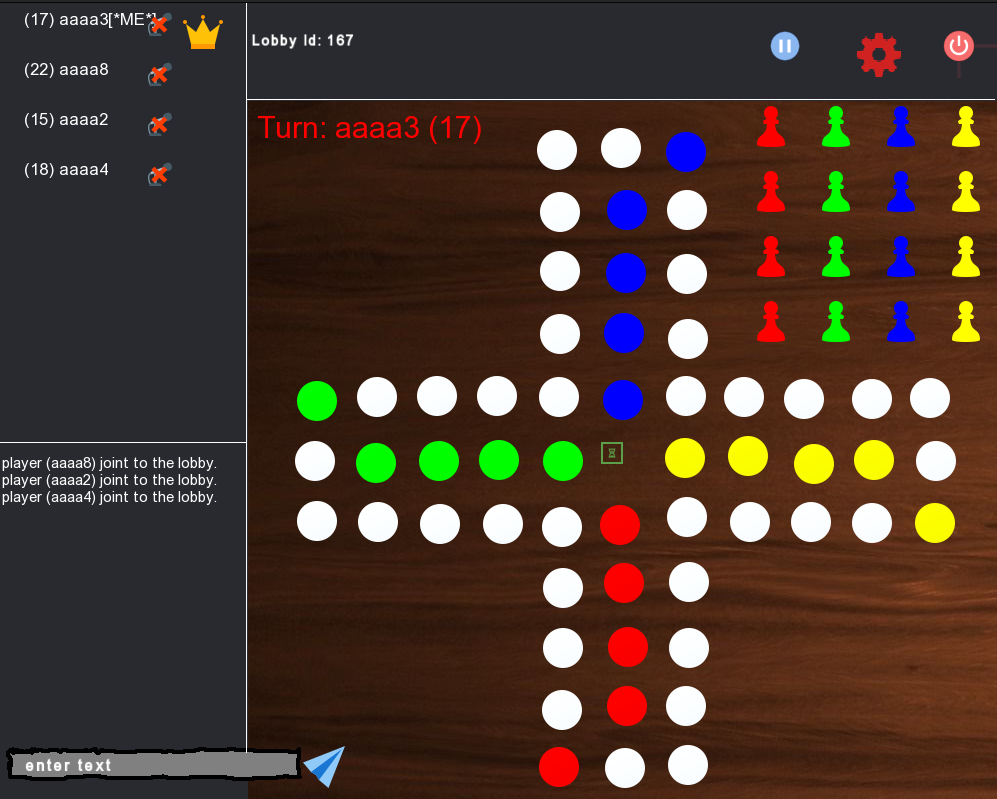 (17) aaaa3[*ME*]
(22) aaaa8
(15) aaaa2
(18) aaaa4
Lobby Id: 167
Turn: aaaa3 (17)
player (aaaa8) joint to the lobby.
player (aaaa2) joint to the lobby.
player (aaaa4) joint to the lobby.
enter text